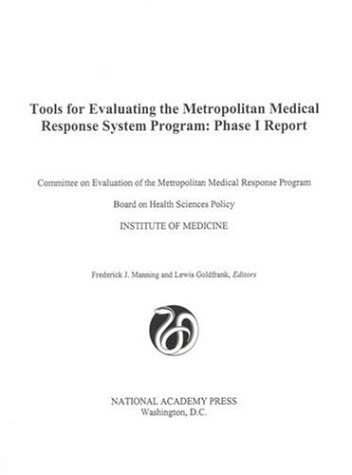 Tools for Evaluating the Metropolitan Medical
Response System Program: Phase I Report
Committee on Evaluation of the Metropolitan Medical Response Program
Board on Health Sciences Policy
INSTITUTE OF MEDICINE
Frederick J. Manning and Lewis Goldfrank, Editors
NATIONAL ACADEMY PRESS
Washington, D.C.